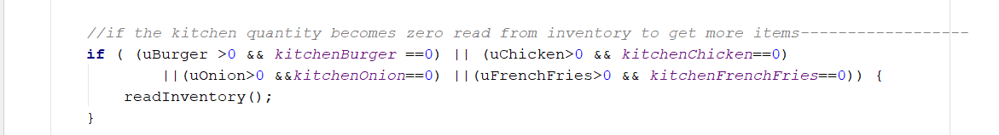 //if the kitchen quantity becomes zero read from inventory to get more items------------------
if ( (uBurger >0 && kitchenBurger ==0) || (uChicken>0 && kitchenChicken==0)
||(uOnion>0 &&kitchenOnion==0) ||(uFrenchFries>0 && kitchenFrenchFries==0)) {
readInventory();
}